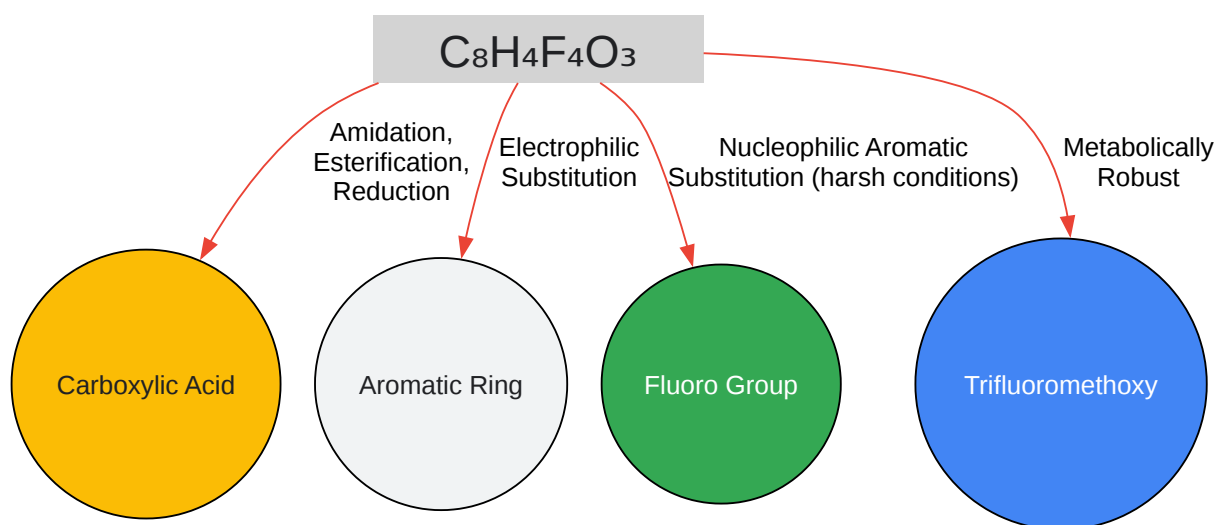 C₈H₄F₄O₃
Amidation,
Esterification,
Reduction
Electrophilic
Substitution
Nucleophilic Aromatic
Substitution (harsh conditions)
Metabolically
Robust
Carboxylic Acid
Aromatic Ring
Fluoro Group
Trifluoromethoxy